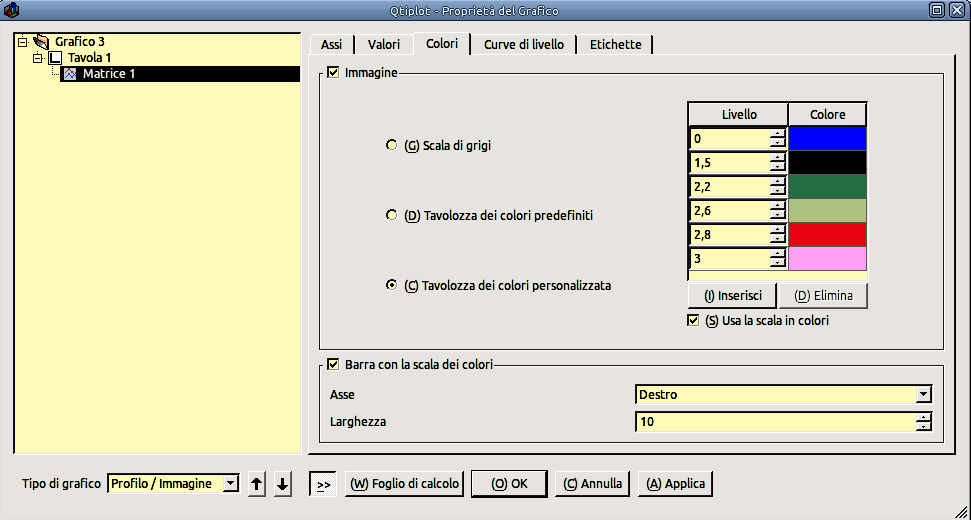 Qtiplot - Proprietà del Grafico
Grafico 3
Tavola 1
Matrice 1
Assi Valori Colori Curve di livello Etichette
Immagine
(G) Scala di grigi
(D) Tavolozza dei colori predefiniti
(C) Tavolozza dei colori personalizzata
Livello Colore
0
1,5
2,2
2,6
2,8
3
(I) Inserisci (D) Elimina
(S) Usa la scala in colori
Barra con la scala dei colori
Asse Destro
Larghezza 10
Tipo di grafico Profilo / Immagine >> (W) Foglio di calcolo (O) OK (C) Annulla (A) Applica